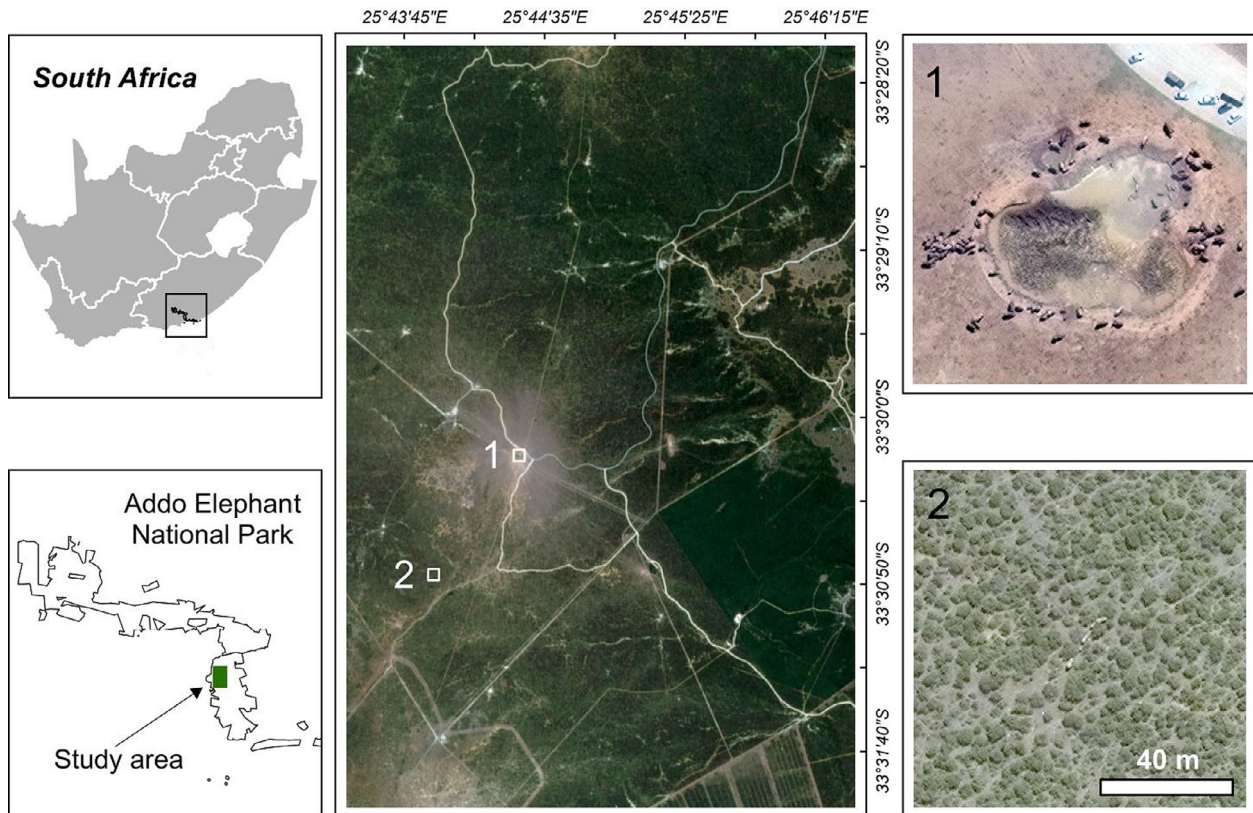 25°43'45"E
25°44'35"E
25°45'25"E
25°46'15"E
South Africa
33°28'20"S
33°29'10"S
33°30'0"S
33°30'50"S
33°31'40"S
1
2
1
Addo Elephant
National Park
Study area
2
40 m